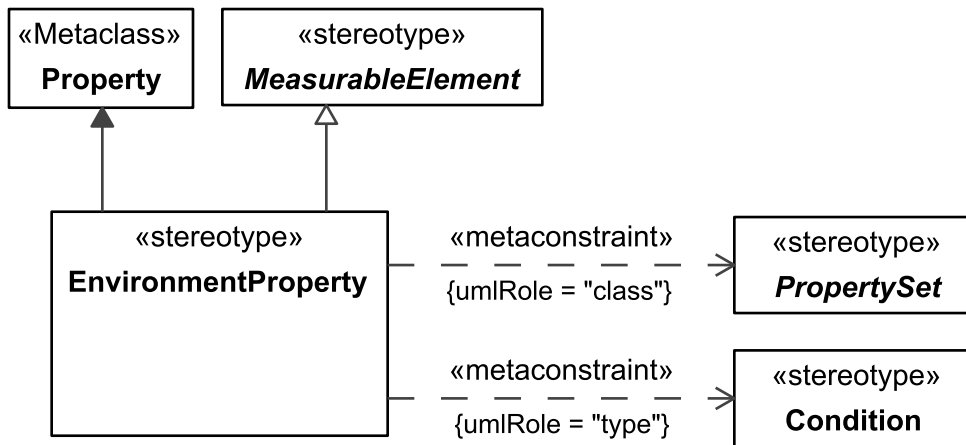 «Metaclass»
Property
«stereotype»
MeasurableElement
«stereotype»
EnvironmentProperty
«metaconstraint»
{umlRole = "class"}
«stereotype»
PropertySet
«metaconstraint»
{umlRole = "type"}
«stereotype»
Condition